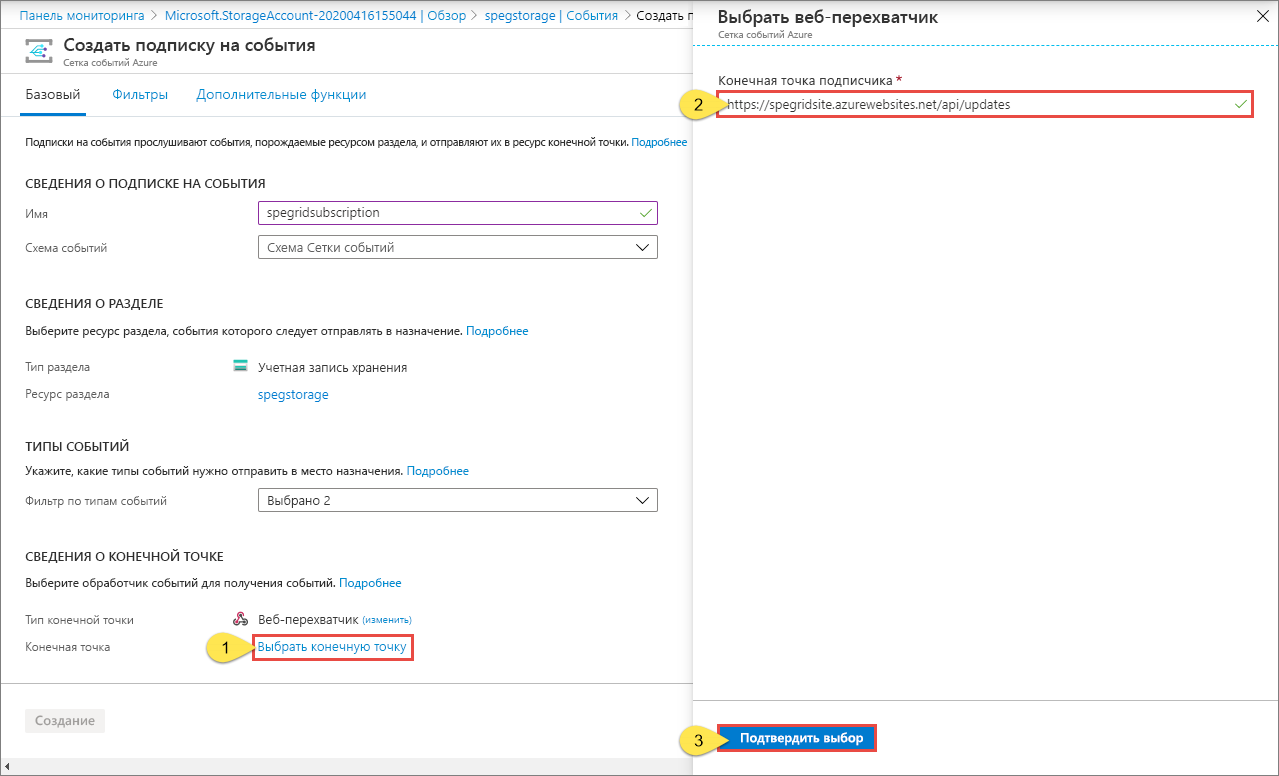 Панель мониторинга > Microsoft.StorageAccount-20200416155044 | Обзор > spegstorage | События > Создать п
Создать подписку на события
Сетка событий Azure
Базовый Фильтры Дополнительные функции
Подписки на события прослушивают события, порождаемые ресурсом раздела, и отправляют их в ресурс конечной точки. Подробнее
СВЕДЕНИЯ О ПОДПИСКЕ НА СОБЫТИЯ
Имя spegridsubscription
Схема событий Схема Сетки событий
СВЕДЕНИЯ О РАЗДЕЛЕ
Выберите ресурс раздела, события которого следует отправлять в назначение. Подробнее
Тип раздела Учетная запись хранения
Ресурс раздела spegstorage
ТИПЫ СОБЫТИЙ
Укажите, какие типы событий нужно отправить в место назначения. Подробнее
Фильтр по типам событий Выбрано 2
СВЕДЕНИЯ О КОНЕЧНОЙ ТОЧКЕ
Выберите обработчик событий для получения событий. Подробнее
Тип конечной точки Веб-перехватчик (изменить)
Конечная точка 1 Выбрать конечную точку
Создание
Выбрать веб-перехватчик
Сетка событий Azure
Конечная точка подписчика *
2 https://spegridsite.azurewebsites.net/api/updates
3 Подтвердить выбор